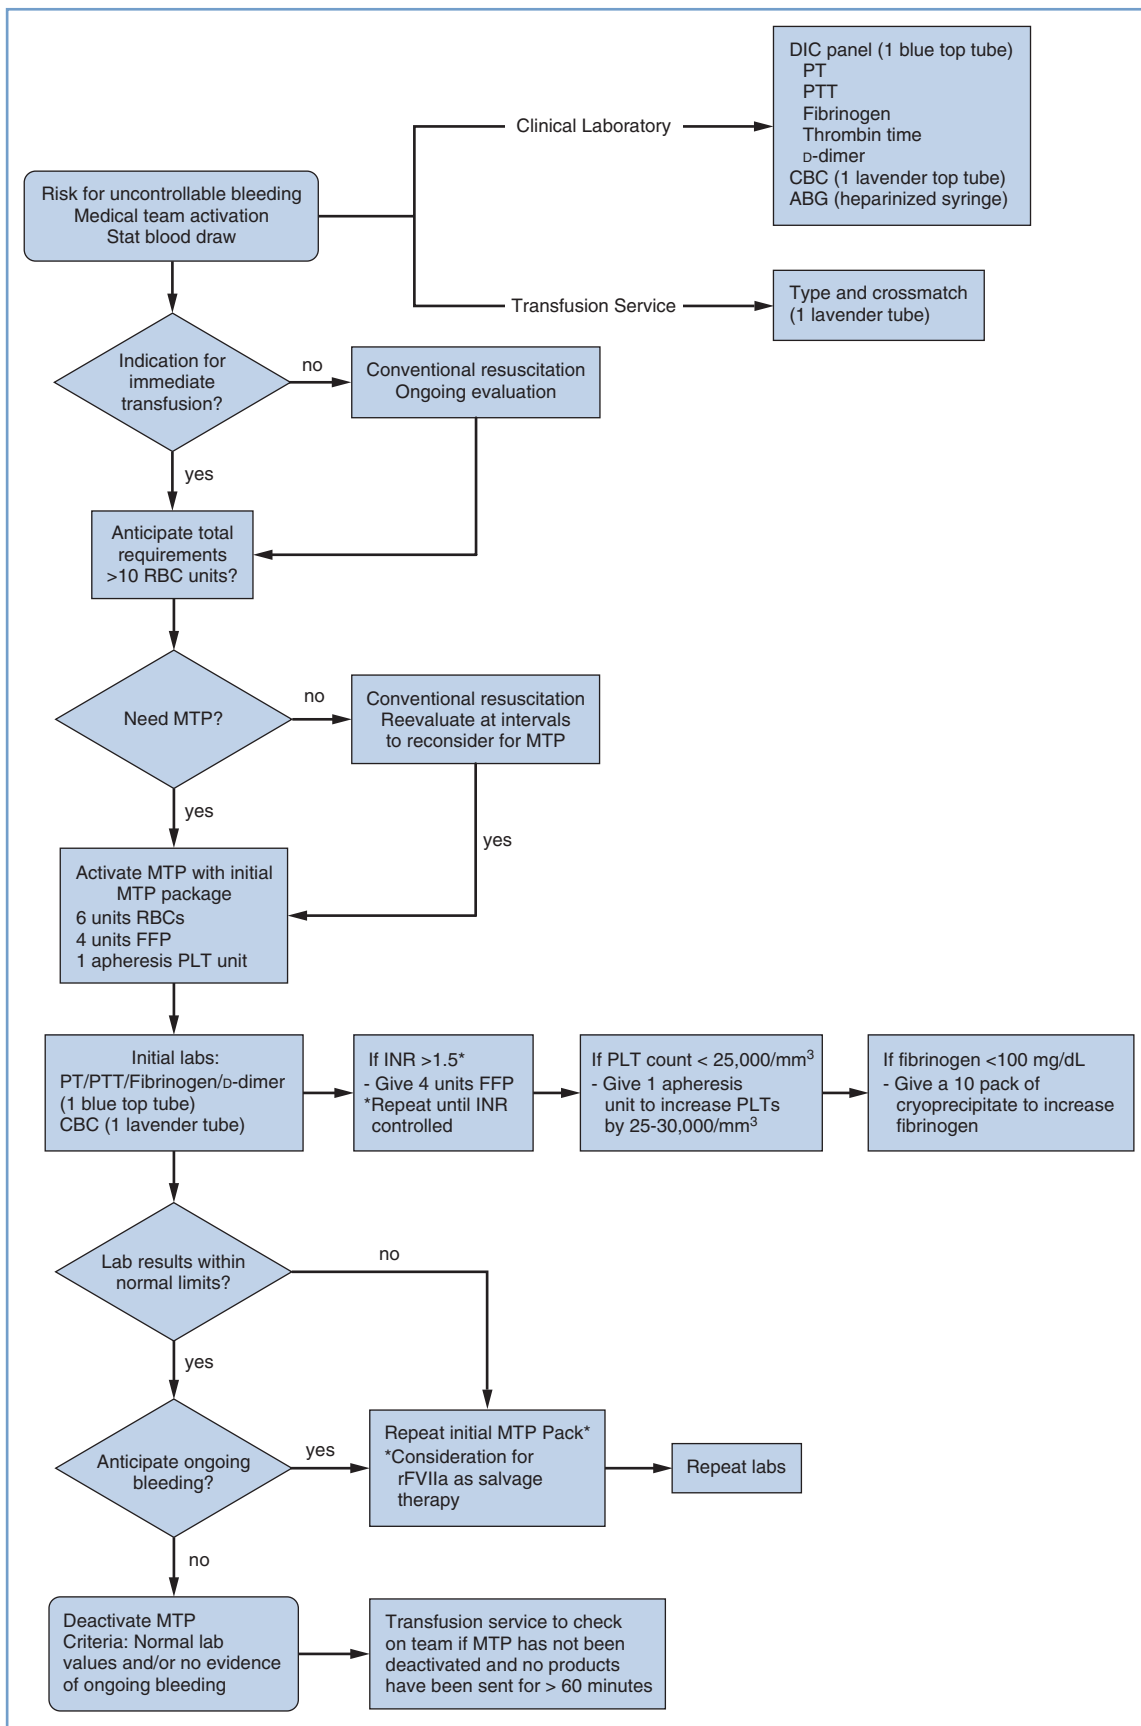 DIC panel (1 blue top tube)
PT
PTT
Fibrinogen
Thrombin time
D-dimer
CBC (1 lavender top tube)
ABG (heparinized syringe)
Clinical Laboratory
Risk for uncontrollable bleeding
Medical team activation
Stat blood draw
Transfusion Service
Type and crossmatch
(1 lavender tube)
Indication for
immediate
transfusion?
no
Conventional resuscitation
Ongoing evaluation
yes
Anticipate total
requirements
>10 RBC units?
Need MTP?
no
Conventional resuscitation
Reevaluate at intervals
to reconsider for MTP
yes
yes
Activate MTP with initial
MTP package
6 units RBCs
4 units FFP
1 apheresis PLT unit
Initial labs:
PT/PTT/Fibrinogen/D-dimer
(1 blue top tube)
CBC (1 lavender tube)
If INR >1.5*
- Give 4 units FFP
*Repeat until INR
controlled
If PLT count < 25,000/mm³
- Give 1 apheresis
unit to increase PLTs
by 25-30,000/mm³
If fibrinogen <100 mg/dL
- Give a 10 pack of
cryoprecipitate to increase
fibrinogen
Lab results within
normal limits?
no
yes
Anticipate ongoing
bleeding?
yes
Repeat initial MTP Pack*
*Consideration for
rFVIIa as salvage
therapy
Repeat labs
no
Deactivate MTP
Criteria: Normal lab
values and/or no evidence
of ongoing bleeding
Transfusion service to check
on team if MTP has not been
deactivated and no products
have been sent for > 60 minutes